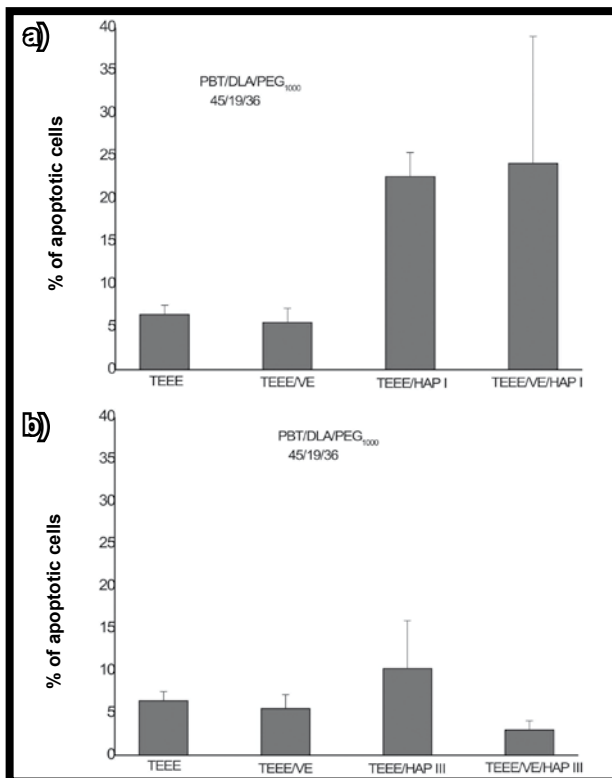 a)
% of apoptotic cells
40
35
30
25
20
15
10
5
0
PBT/DLA/PEG1000
45/19/36
TEEE
TEEE/VE
TEEE/HAP I
TEEE/VE/HAP I
b)
% of apoptotic cells
40
35
30
25
20
15
10
5
0
PBT/DLA/PEG1000
45/19/36
TEEE
TEEE/VE
TEEE/HAP III
TEEE/VE/HAP III